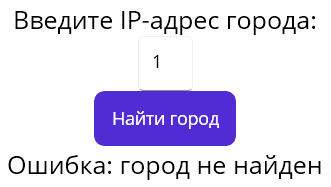 Введите IP-адрес города:
1
Найти город
Ошибка: город не найден